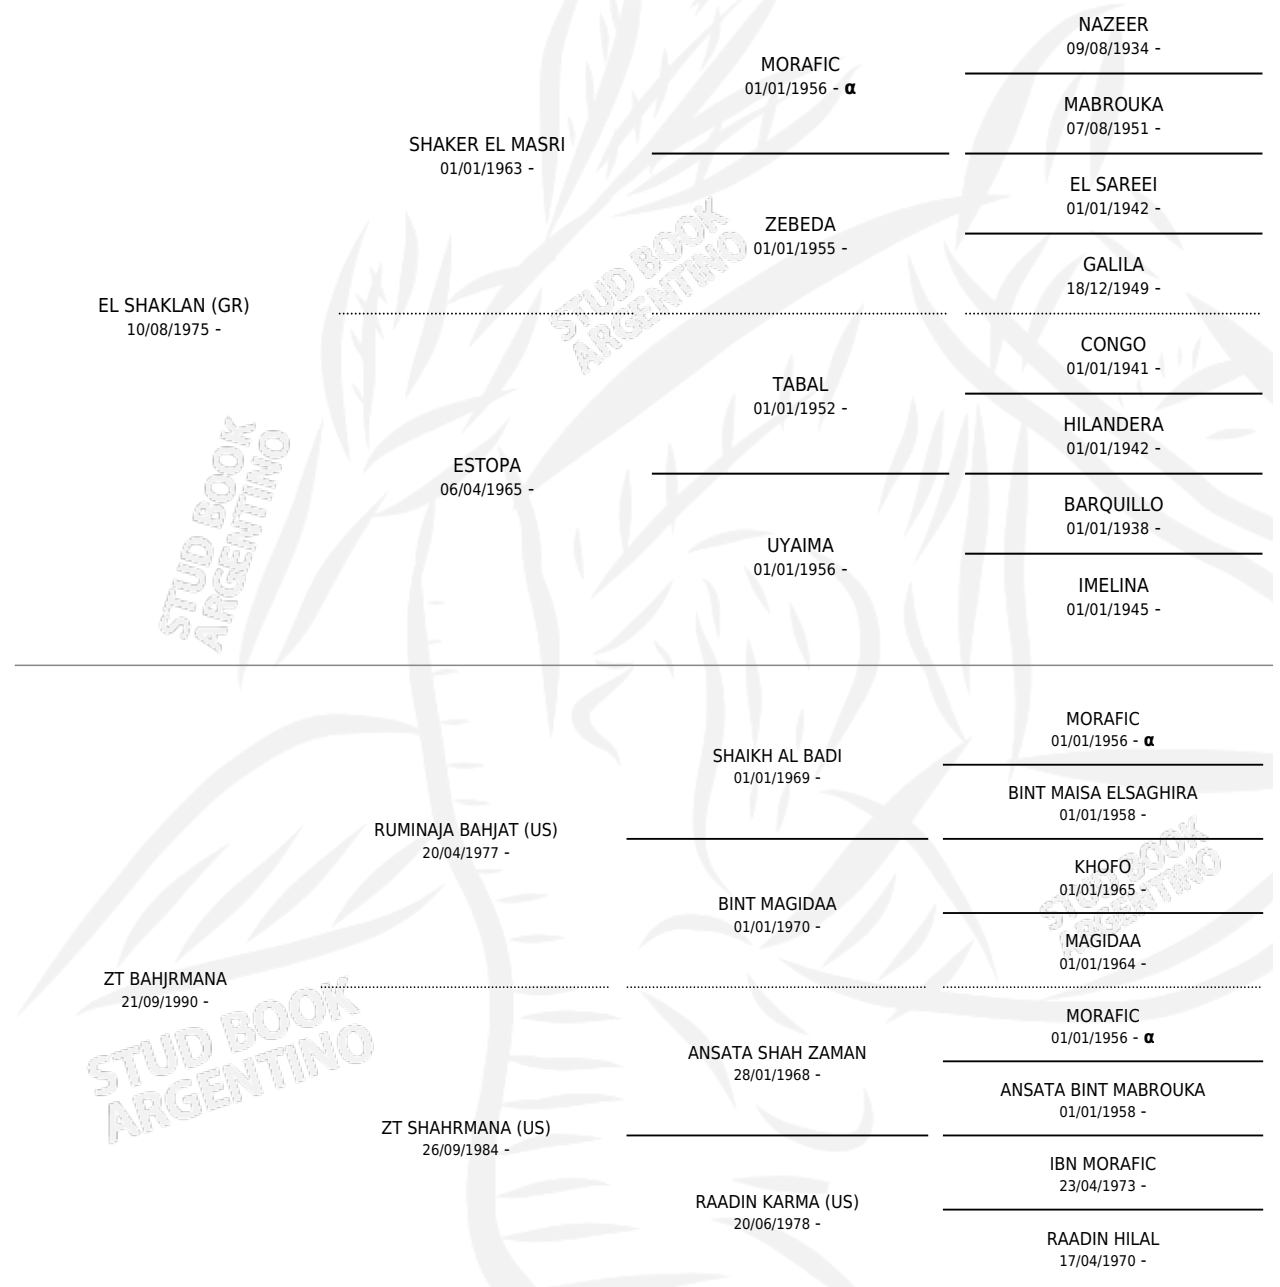 NAZEER
09/08/1934 -
MORAFIC
01/01/1956 - α
MABROUKA
07/08/1951 -
SHAKER EL MASRI
01/01/1963 -
EL SAREEI
01/01/1942 -
ZEBEDA
01/01/1955 -
GALILA
18/12/1949 -
EL SHAKLAN (GR)
10/08/1975 -
CONGO
01/01/1941 -
TABAL
01/01/1952 -
HILANDERA
01/01/1942 -
ESTOPA
06/04/1965 -
BARQUILLO
01/01/1938 -
UYAIMA
01/01/1956 -
IMELINA
01/01/1945 -
MORAFIC
01/01/1956 - α
SHAIKH AL BADI
01/01/1969 -
BINT MAISA ELSAGHIRA
01/01/1958 -
RUMINAJA BAHJAT (US)
20/04/1977 -
KHOFO
01/01/1965 -
BINT MAGIDAA
01/01/1970 -
MAGIDAA
01/01/1964 -
ZT BAHJRMANA
21/09/1990 -
MORAFIC
01/01/1956 - α
ANSATA SHAH ZAMAN
28/01/1968 -
ANSATA BINT MABROUKA
01/01/1958 -
ZT SHAHRMANA (US)
26/09/1984 -
IBN MORAFIC
23/04/1973 -
RAADIN KARMA (US)
20/06/1978 -
RAADIN HILAL
17/04/1970 -
STUD BOOK
ARGENTINO
STUD BOOK
ARGENTINO
STUD BOOK
ARGENTINO
STUD BOOK
ARGENTINO